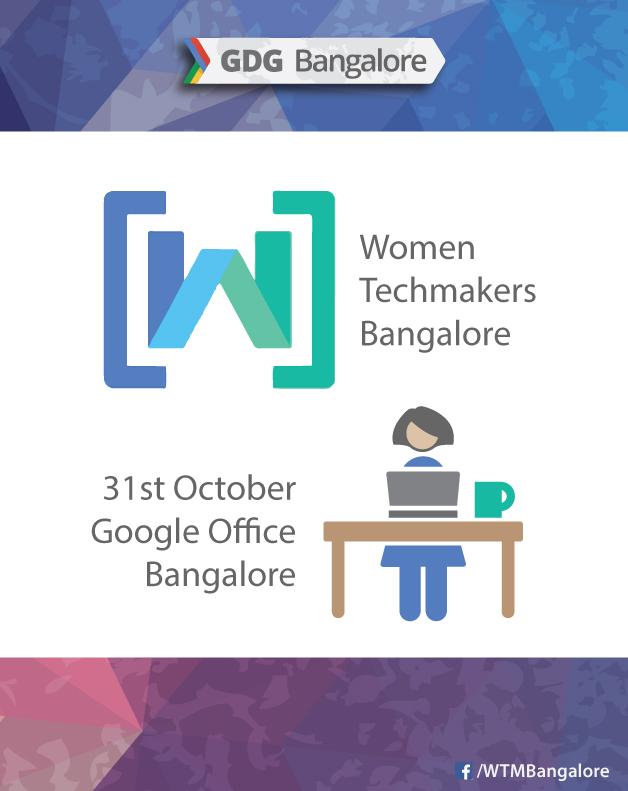 GDG Bangalore
Women
Techmakers
Bangalore
31st October
Google Office
Bangalore
f /WTMBangalore